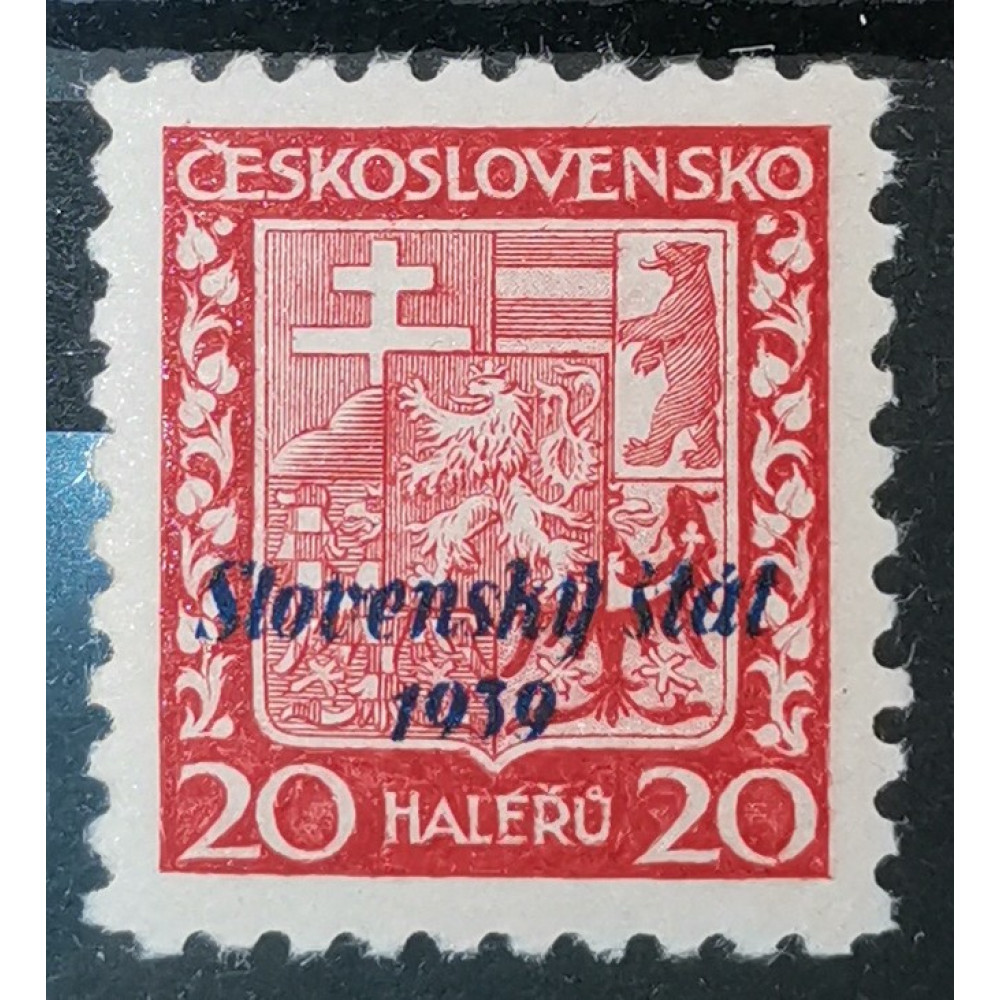 ČESKOSLOVENSKO
Slovenský štát
1939
20 HALÉŘŮ 20